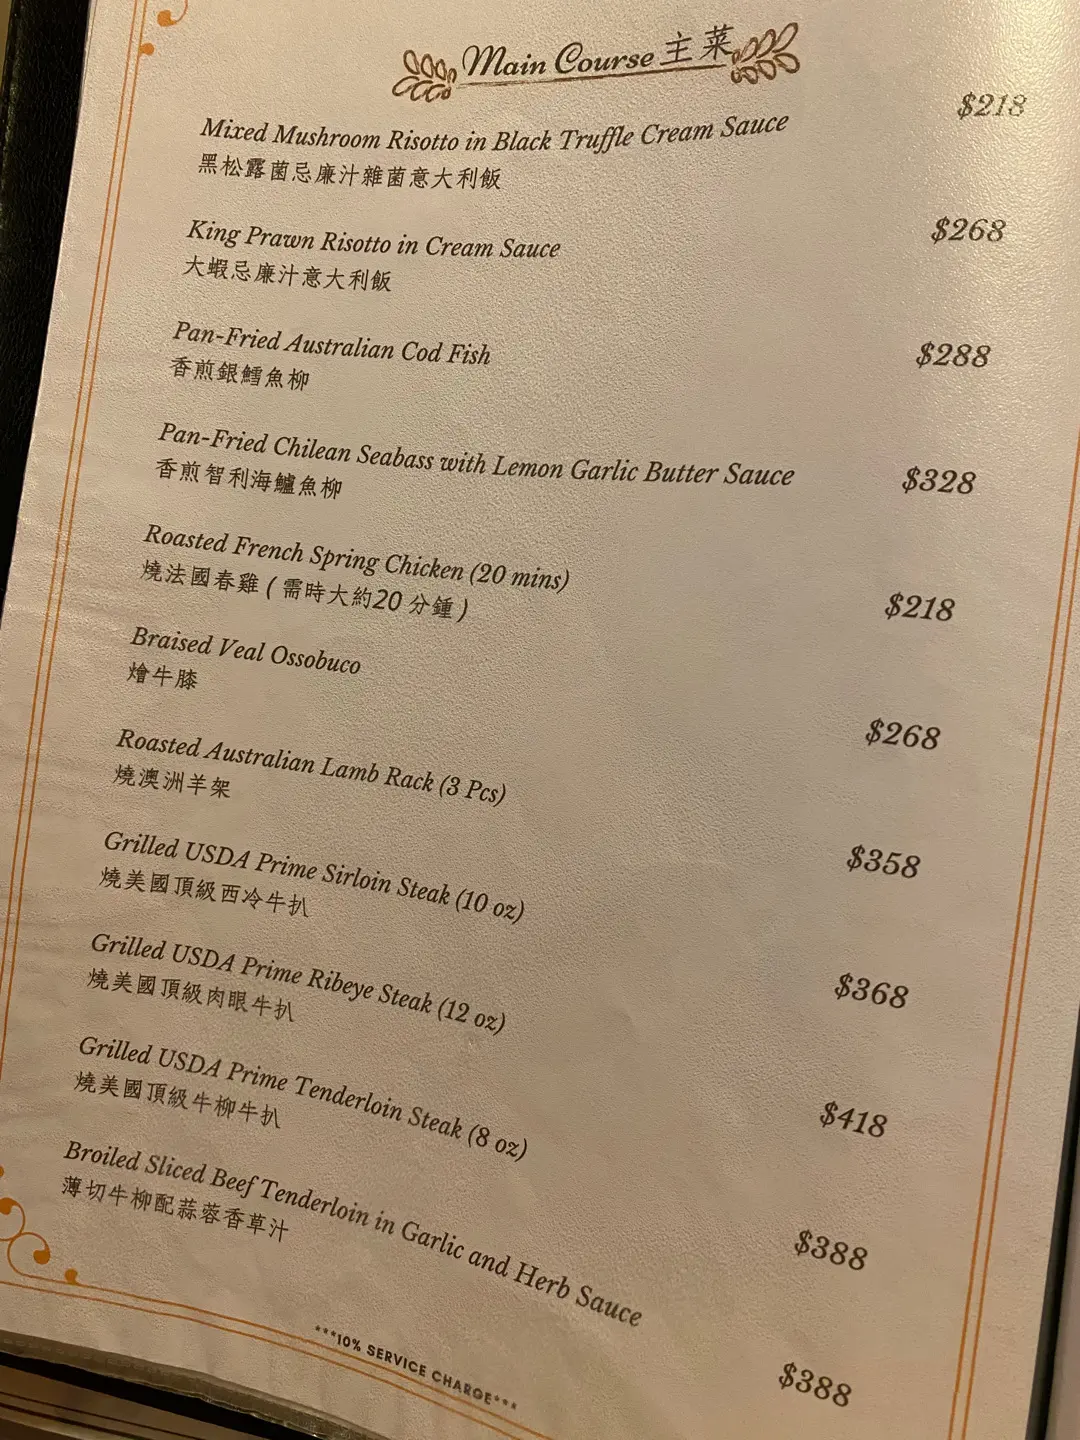 Main Course 主菜
Mixed Mushroom Risotto in Black Truffle Cream Sauce $218
黑松露菌忌廉汁雜菌意大利飯
King Prawn Risotto in Cream Sauce $268
大蝦忌廉汁意大利飯
Pan-Fried Australian Cod Fish $288
香煎銀鱈魚柳
Pan-Fried Chilean Seabass with Lemon Garlic Butter Sauce $328
香煎智利海鱸魚柳
Roasted French Spring Chicken (20 mins) $218
燒法國春雞 ( 需時大約20 分鍾 )
Braised Veal Ossobuco $268
燴牛膝
Roasted Australian Lamb Rack (3 Pcs) $358
燒澳洲羊架
Grilled USDA Prime Sirloin Steak (10 oz) $368
燒美國頂級西冷牛扒
Grilled USDA Prime Ribeye Steak (12 oz) $418
燒美國頂級肉眼牛扒
Grilled USDA Prime Tenderloin Steak (8 oz) $388
燒美國頂級牛柳牛扒
Broiled Sliced Beef Tenderloin in Garlic and Herb Sauce $388
薄切牛柳配蒜蓉香草汁
***10% SERVICE CHARGE***